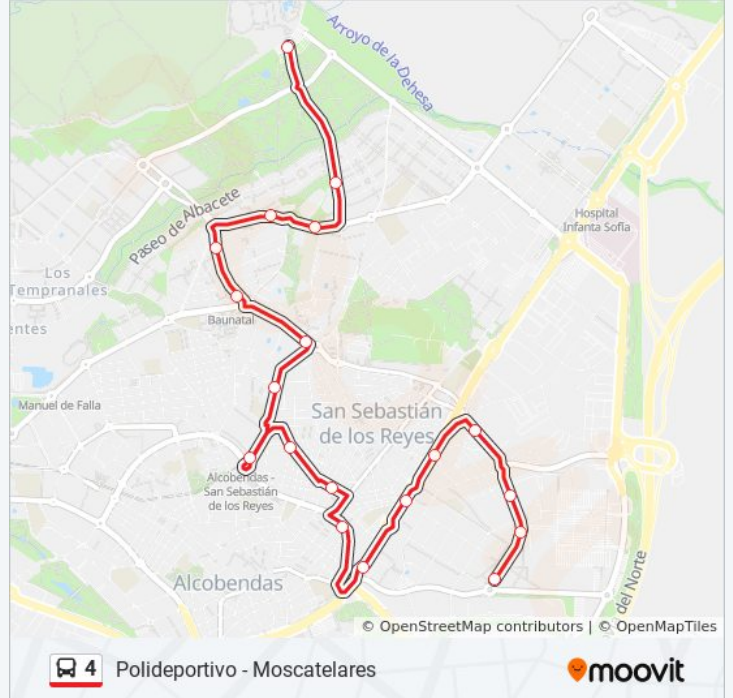 Arroyo de la Dehesa
Paseo de Albacete
Hospital
Infanta Sofía
Los
Tempranales
entes
Baunatal
Manuel de Falla
San Sebastián
de los Reyes
Alcobendas -
San Sebastián
de los Reyes
Alcobendas
del Norte
© OpenStreetMap contributors | © OpenMapTiles
4 Polideportivo - Moscatelares
moovit